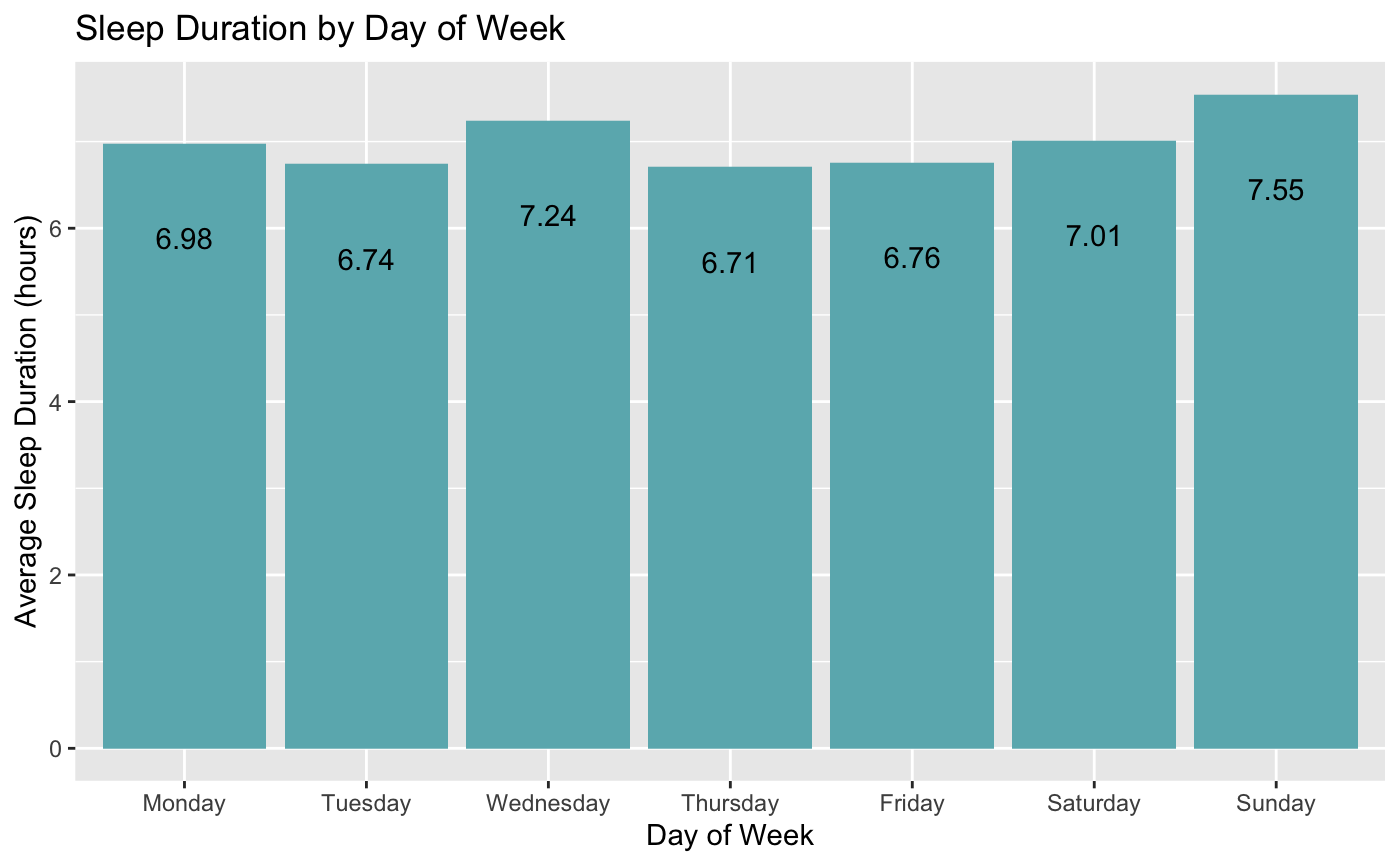 Sleep Duration by Day of Week
Average Sleep Duration (hours)
6
4
2
0
6.98
6.74
7.24
6.71
6.76
7.01
7.55
Monday
Tuesday
Wednesday
Thursday
Friday
Saturday
Sunday
Day of Week